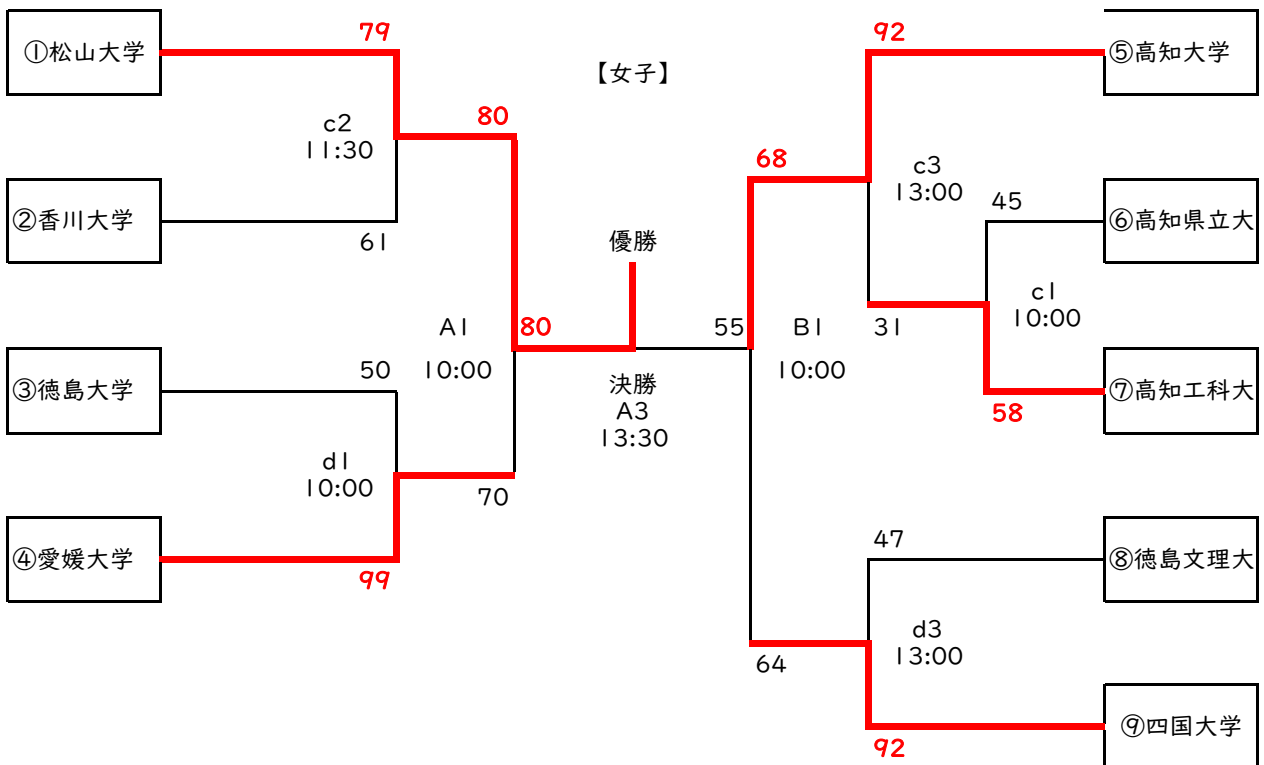 【女子】
①松山大学
79
c2
11:30
80
②香川大学
61
③徳島大学
50
d1
10:00
④愛媛大学
99
70
A1
10:00
80
優勝
決勝
A3
13:30
55
68
B1
10:00
64
92
⑤高知大学
c3
13:00
45
⑥高知県立大
c1
10:00
31
⑦高知工科大
58
47
⑧徳島文理大
d3
13:00
⑨四国大学
92